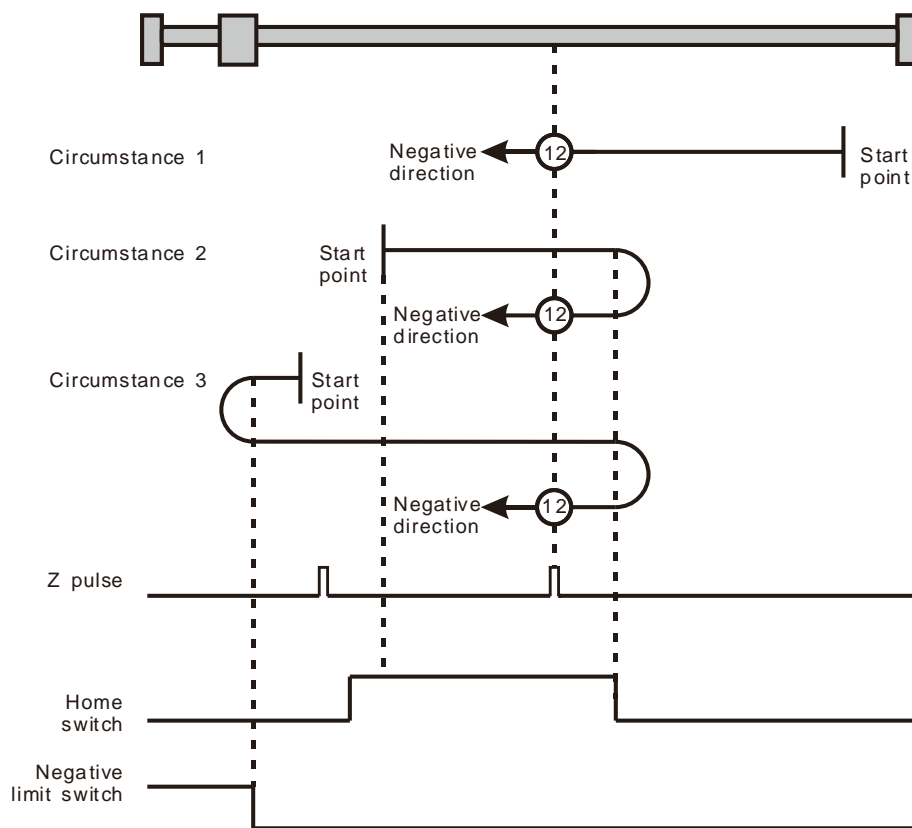 Circumstance 1
Negative
direction
12
Start
point
Circumstance 2
Start
point
Negative
direction
12
Circumstance 3
Start
point
Negative
direction
12
Z pulse
Home
switch
Negative
limit switch